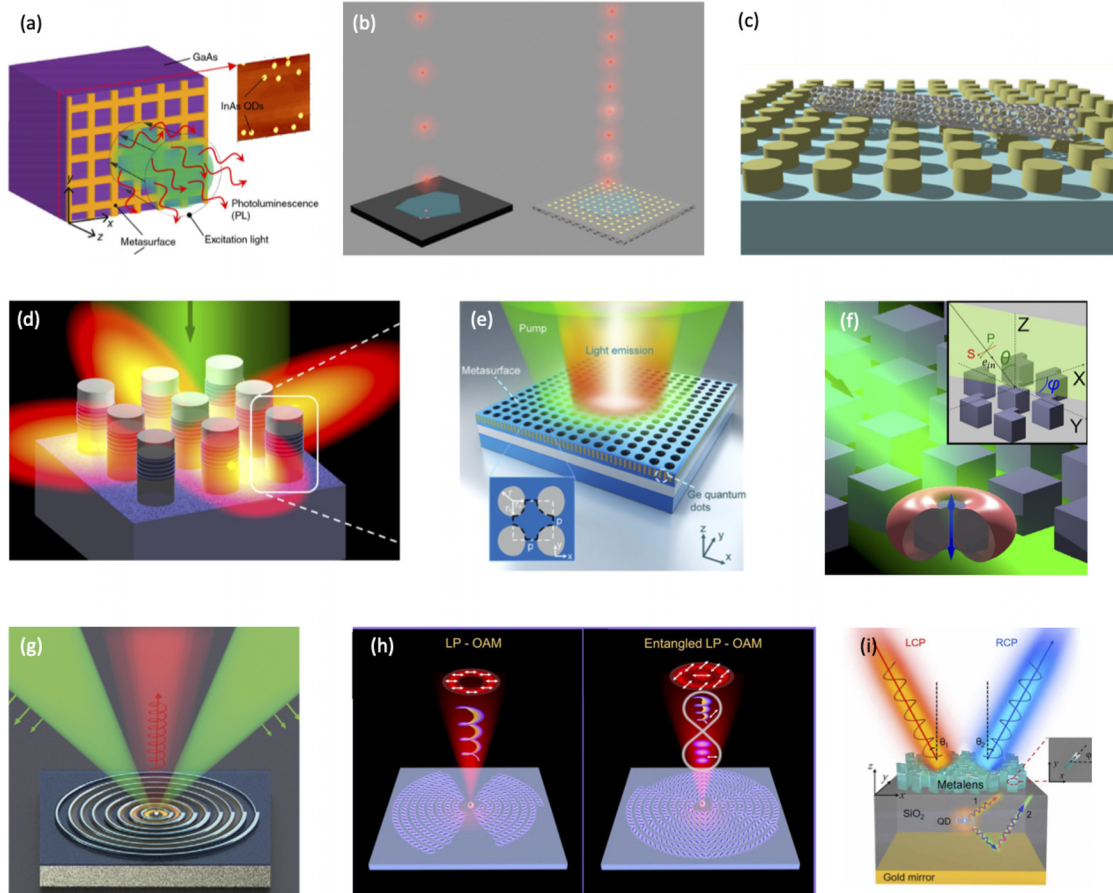 (a)
GaAs
InAs QDs
Photoluminescence
(PL)
y
x
z
Metasurface
Excitation light
(b)
(c)
(d)
(e)
Pump
Light emission
Metasurface
Ge quantum
dots
r
p
p
y
x
z
y
x
(f)
Z
P
S
θ
e_in
X
φ
Y
(g)
(h)
LP - OAM
Entangled LP - OAM
(i)
LCP
RCP
θ1
θ2
y
x
φ
z
y
x
Metalens
SiO2
1
2
QD
Gold mirror